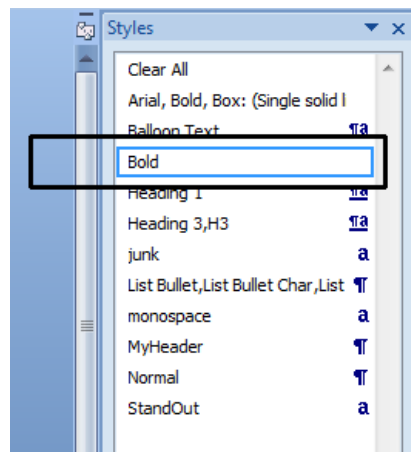 Styles
Clear All
Arial, Bold, Box: (Single solid l
Balloon Text ¶a
Bold
Heading 1 ¶a
Heading 3,H3 ¶a
junk a
List Bullet,List Bullet Char,List ¶
monospace a
MyHeader ¶
Normal ¶
StandOut a